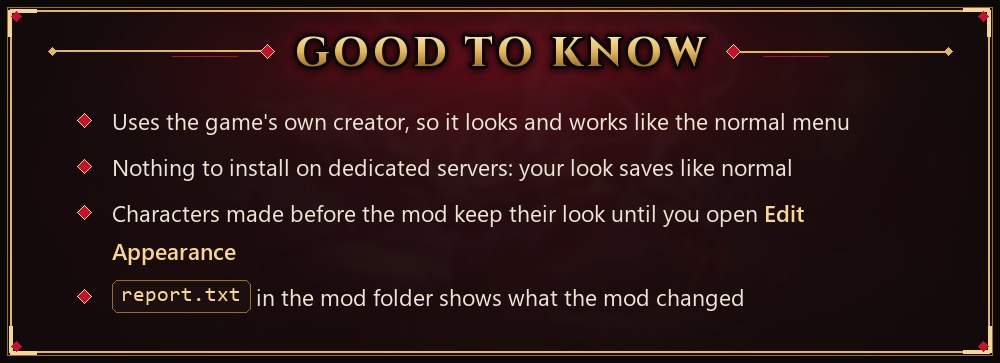 GOOD TO KNOW
Uses the game's own creator, so it looks and works like the normal menu
Nothing to install on dedicated servers: your look saves like normal
Characters made before the mod keep their look until you open Edit
Appearance
report.txt in the mod folder shows what the mod changed